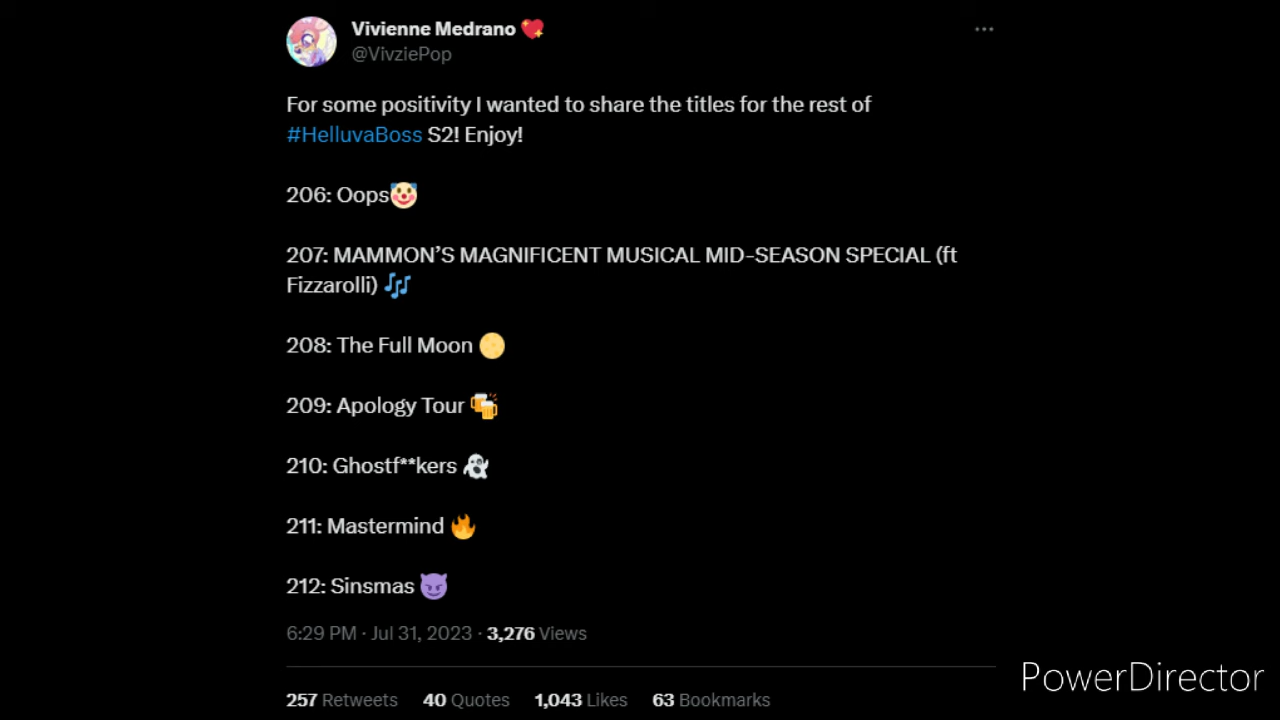 Vivienne Medrano 💖
@VivziePop
For some positivity I wanted to share the titles for the rest of
#HelluvaBoss S2! Enjoy!
206: Oops🤡
207: MAMMON’S MAGNIFICENT MUSICAL MID-SEASON SPECIAL (ft
Fizzarolli) 🎶
208: The Full Moon 🌕
209: Apology Tour 🍻
210: Ghostf**kers 👻
211: Mastermind 🔥
212: Sinsmas 😈
6:29 PM · Jul 31, 2023 · 3,276 Views
257 Retweets 40 Quotes 1,043 Likes 63 Bookmarks
PowerDirector